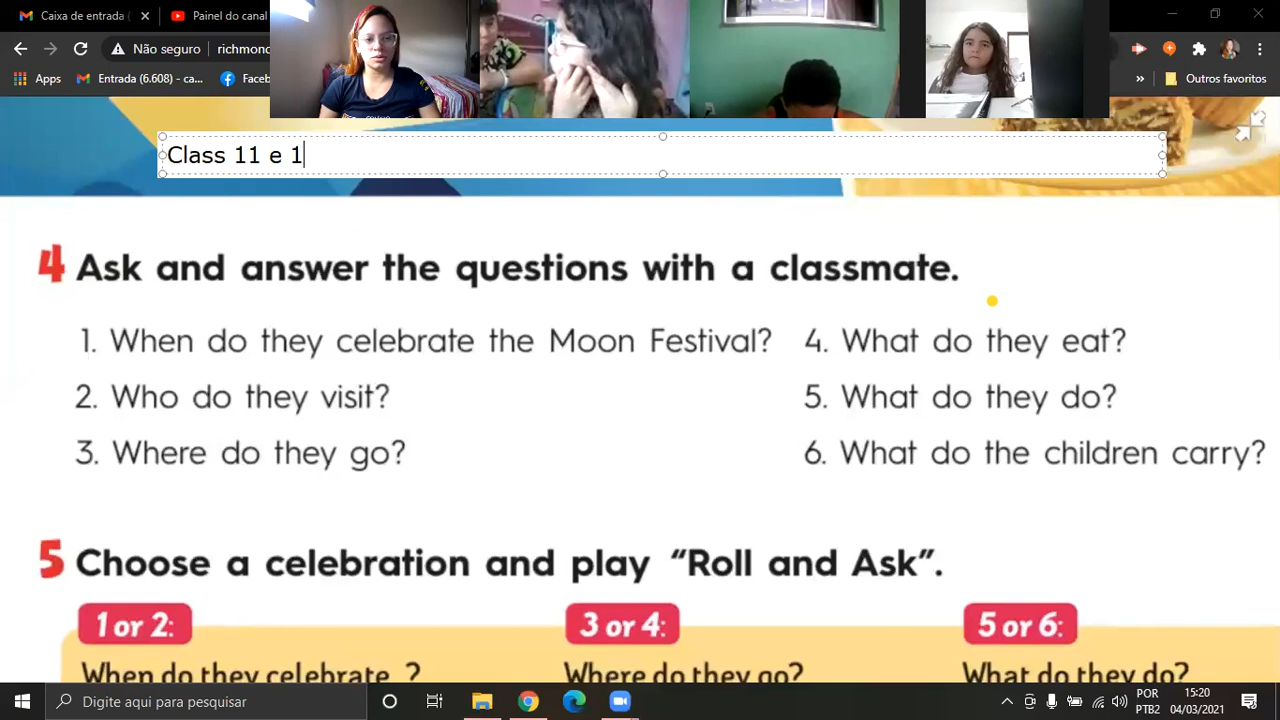 Caixa de entrada (
Painel do canal
Não seguro
richmond
Apps
Entrada (6.608) - ca...
Faceb
»
Outros favoritos
Class 11 e 1
4 Ask and answer the questions with a classmate.
1. When do they celebrate the Moon Festival?
2. Who do they visit?
3. Where do they go?
4. What do they eat?
5. What do they do?
6. What do the children carry?
5 Choose a celebration and play “Roll and Ask”.
1 or 2:
When do they celebrate ?
3 or 4:
Where do they go?
5 or 6:
What do they do?
Digite aqui para pesquisar
POR
PTB2
15:20
04/03/2021